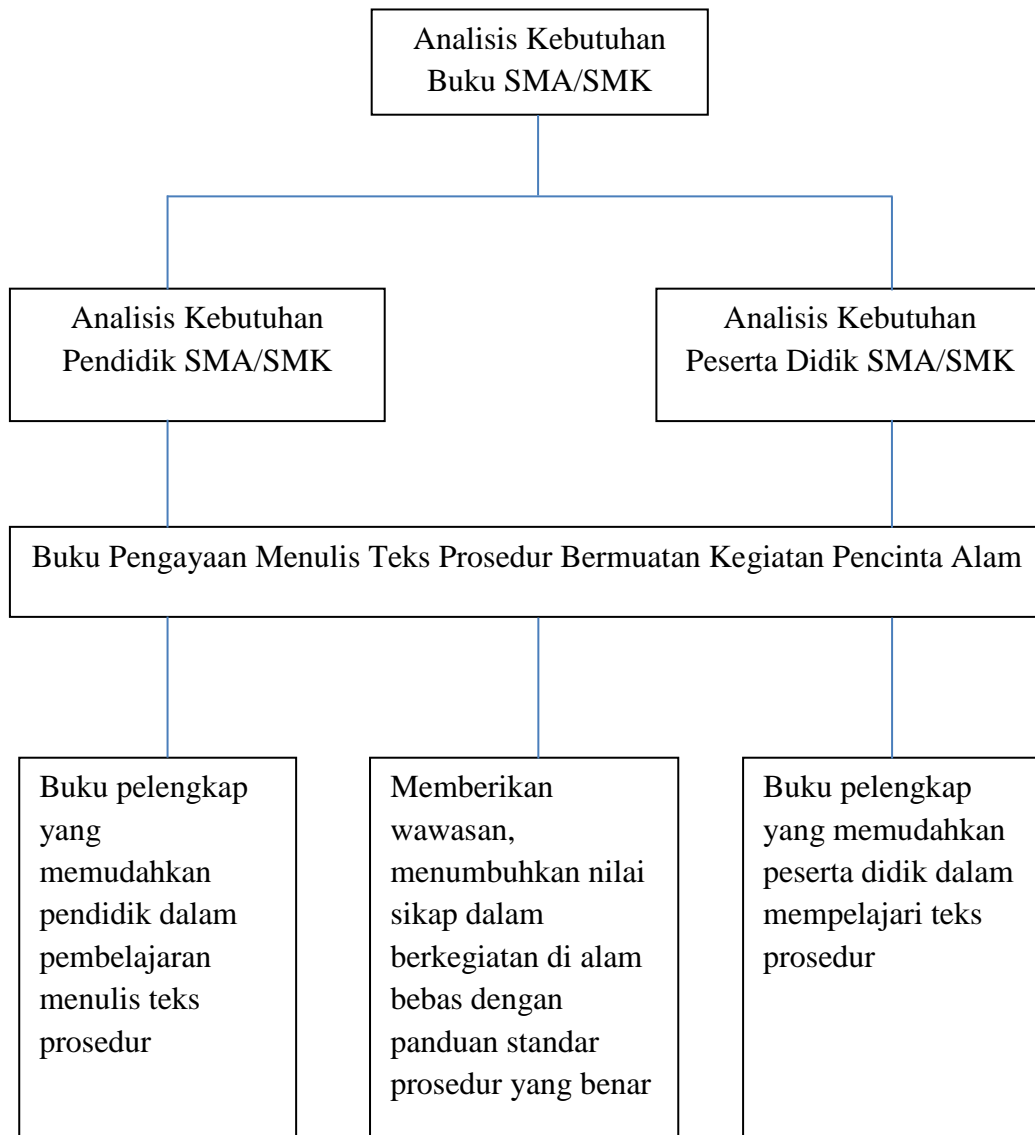 Analisis Kebutuhan
Buku SMA/SMK
Analisis Kebutuhan
Pendidik SMA/SMK
Analisis Kebutuhan
Peserta Didik SMA/SMK
Buku Pengayaan Menulis Teks Prosedur Bermuatan Kegiatan Pencinta Alam
Buku pelengkap
yang
memudahkan
pendidik dalam
pembelajaran
menulis teks
prosedur
Memberikan
wawasan,
menumbuhkan nilai
sikap dalam
berkegiatan di alam
bebas dengan
panduan standar
prosedur yang benar
Buku pelengkap
yang memudahkan
peserta didik dalam
mempelajari teks
prosedur